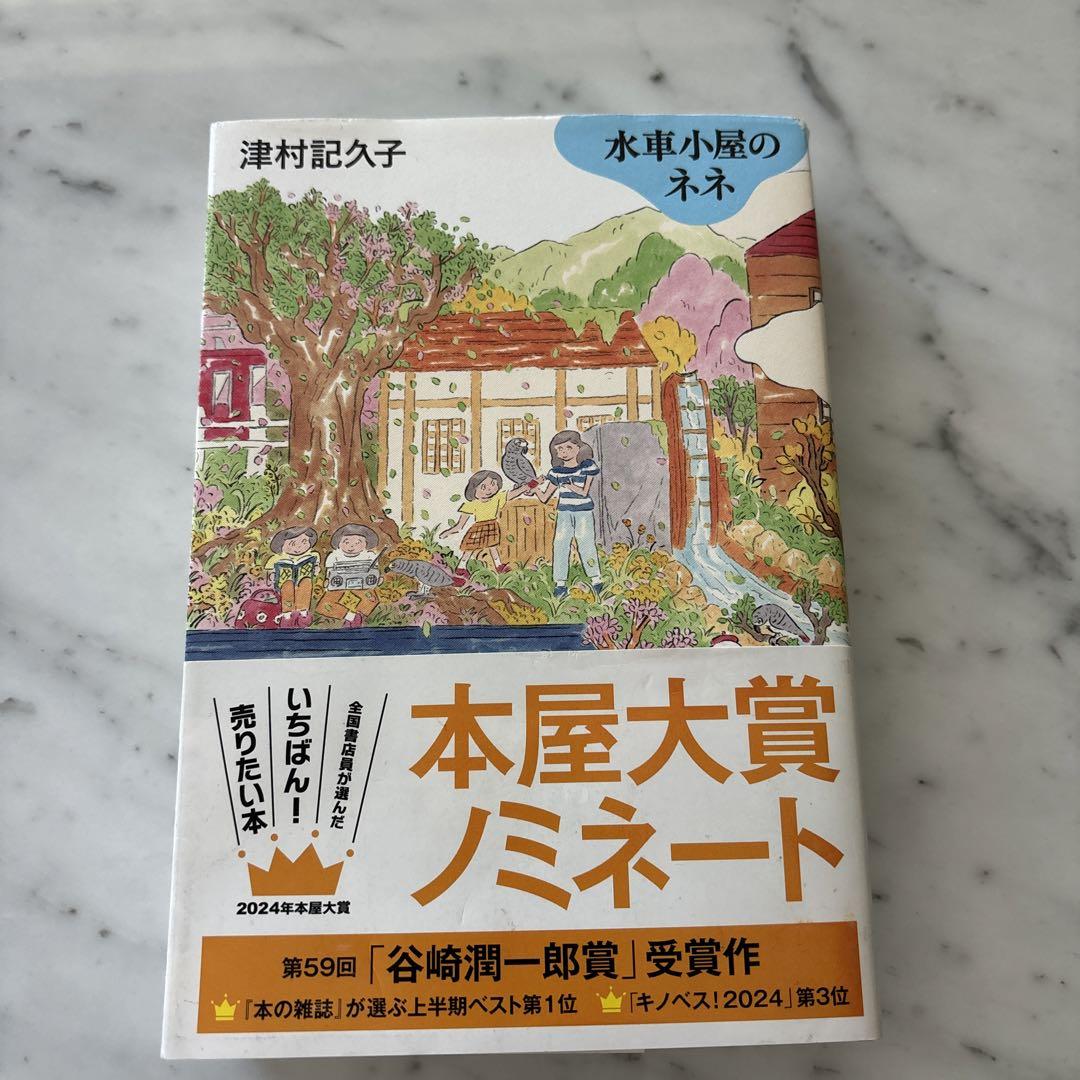 津村記久子
水車小屋の
ネネ
全国書店員が選んだ
いちばん!
売りたい本
2024年本屋大賞
本屋大賞
ノミネート
第59回「谷崎潤一郎賞」受賞作
『本の雑誌』が選ぶ上半期ベスト第1位 「キノベス!2024」第3位